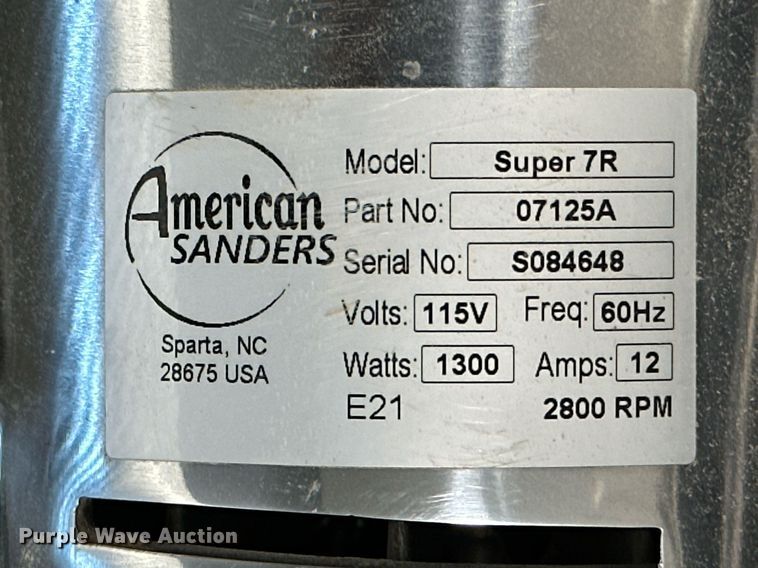 American
SANDERS
Sparta, NC
28675 USA
Model: Super 7R
Part No: 07125A
Serial No: S084648
Volts: 115V Freq: 60Hz
Watts: 1300 Amps: 12
E21 2800 RPM
Purple Wave Auction